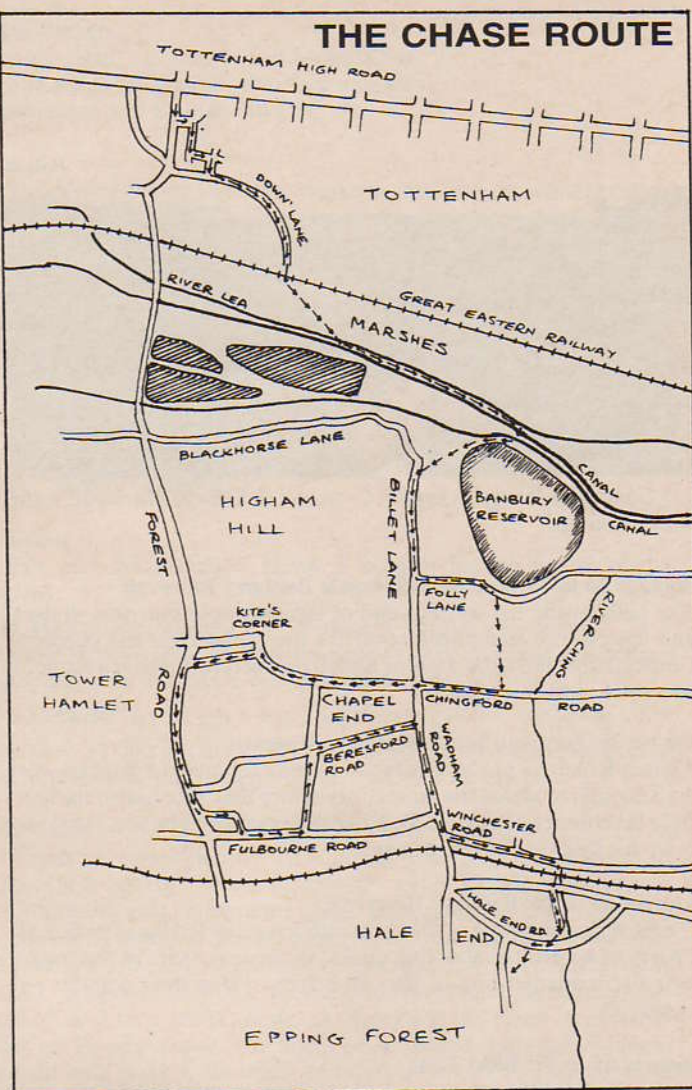 THE CHASE ROUTE
TOTTENHAM HIGH ROAD
TOTTENHAM
DOWN' LANE
RIVER LEA
GREAT EASTERN RAILWAY
MARSHES
BLACKHORSE LANE
CANAL
BANBURY
RESERVOIR
CANAL
HIGHAM
HILL
BILLET LANE
FOREST
FOLLY
LANE
RIVER CHING
KITE'S
CORNER
TOWER
HAMLET
ROAD
CHAPEL
END
CHINGFORD
ROAD
BERESFORD
ROAD
WADHAM
ROAD
WINCHESTER
ROAD
FULBOURNE ROAD
HALE END RD.
HALE
END
EPPING FOREST